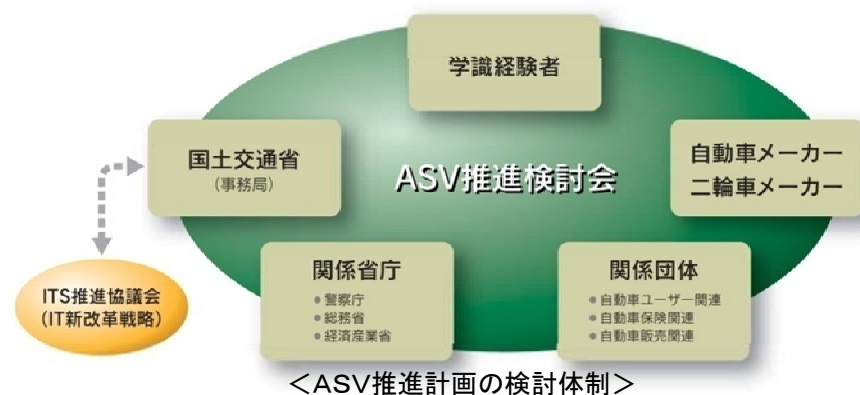 学識経験者
国土交通省
(事務局)
ASV推進検討会
自動車メーカー
二輪車メーカー
関係省庁
●警察庁
●総務省
●経済産業省
関係団体
●自動車ユーザー関連
●自動車保険関連
●自動車販売関連
ITS推進協議会
(IT新改革戦略)
＜ASV推進計画の検討体制＞